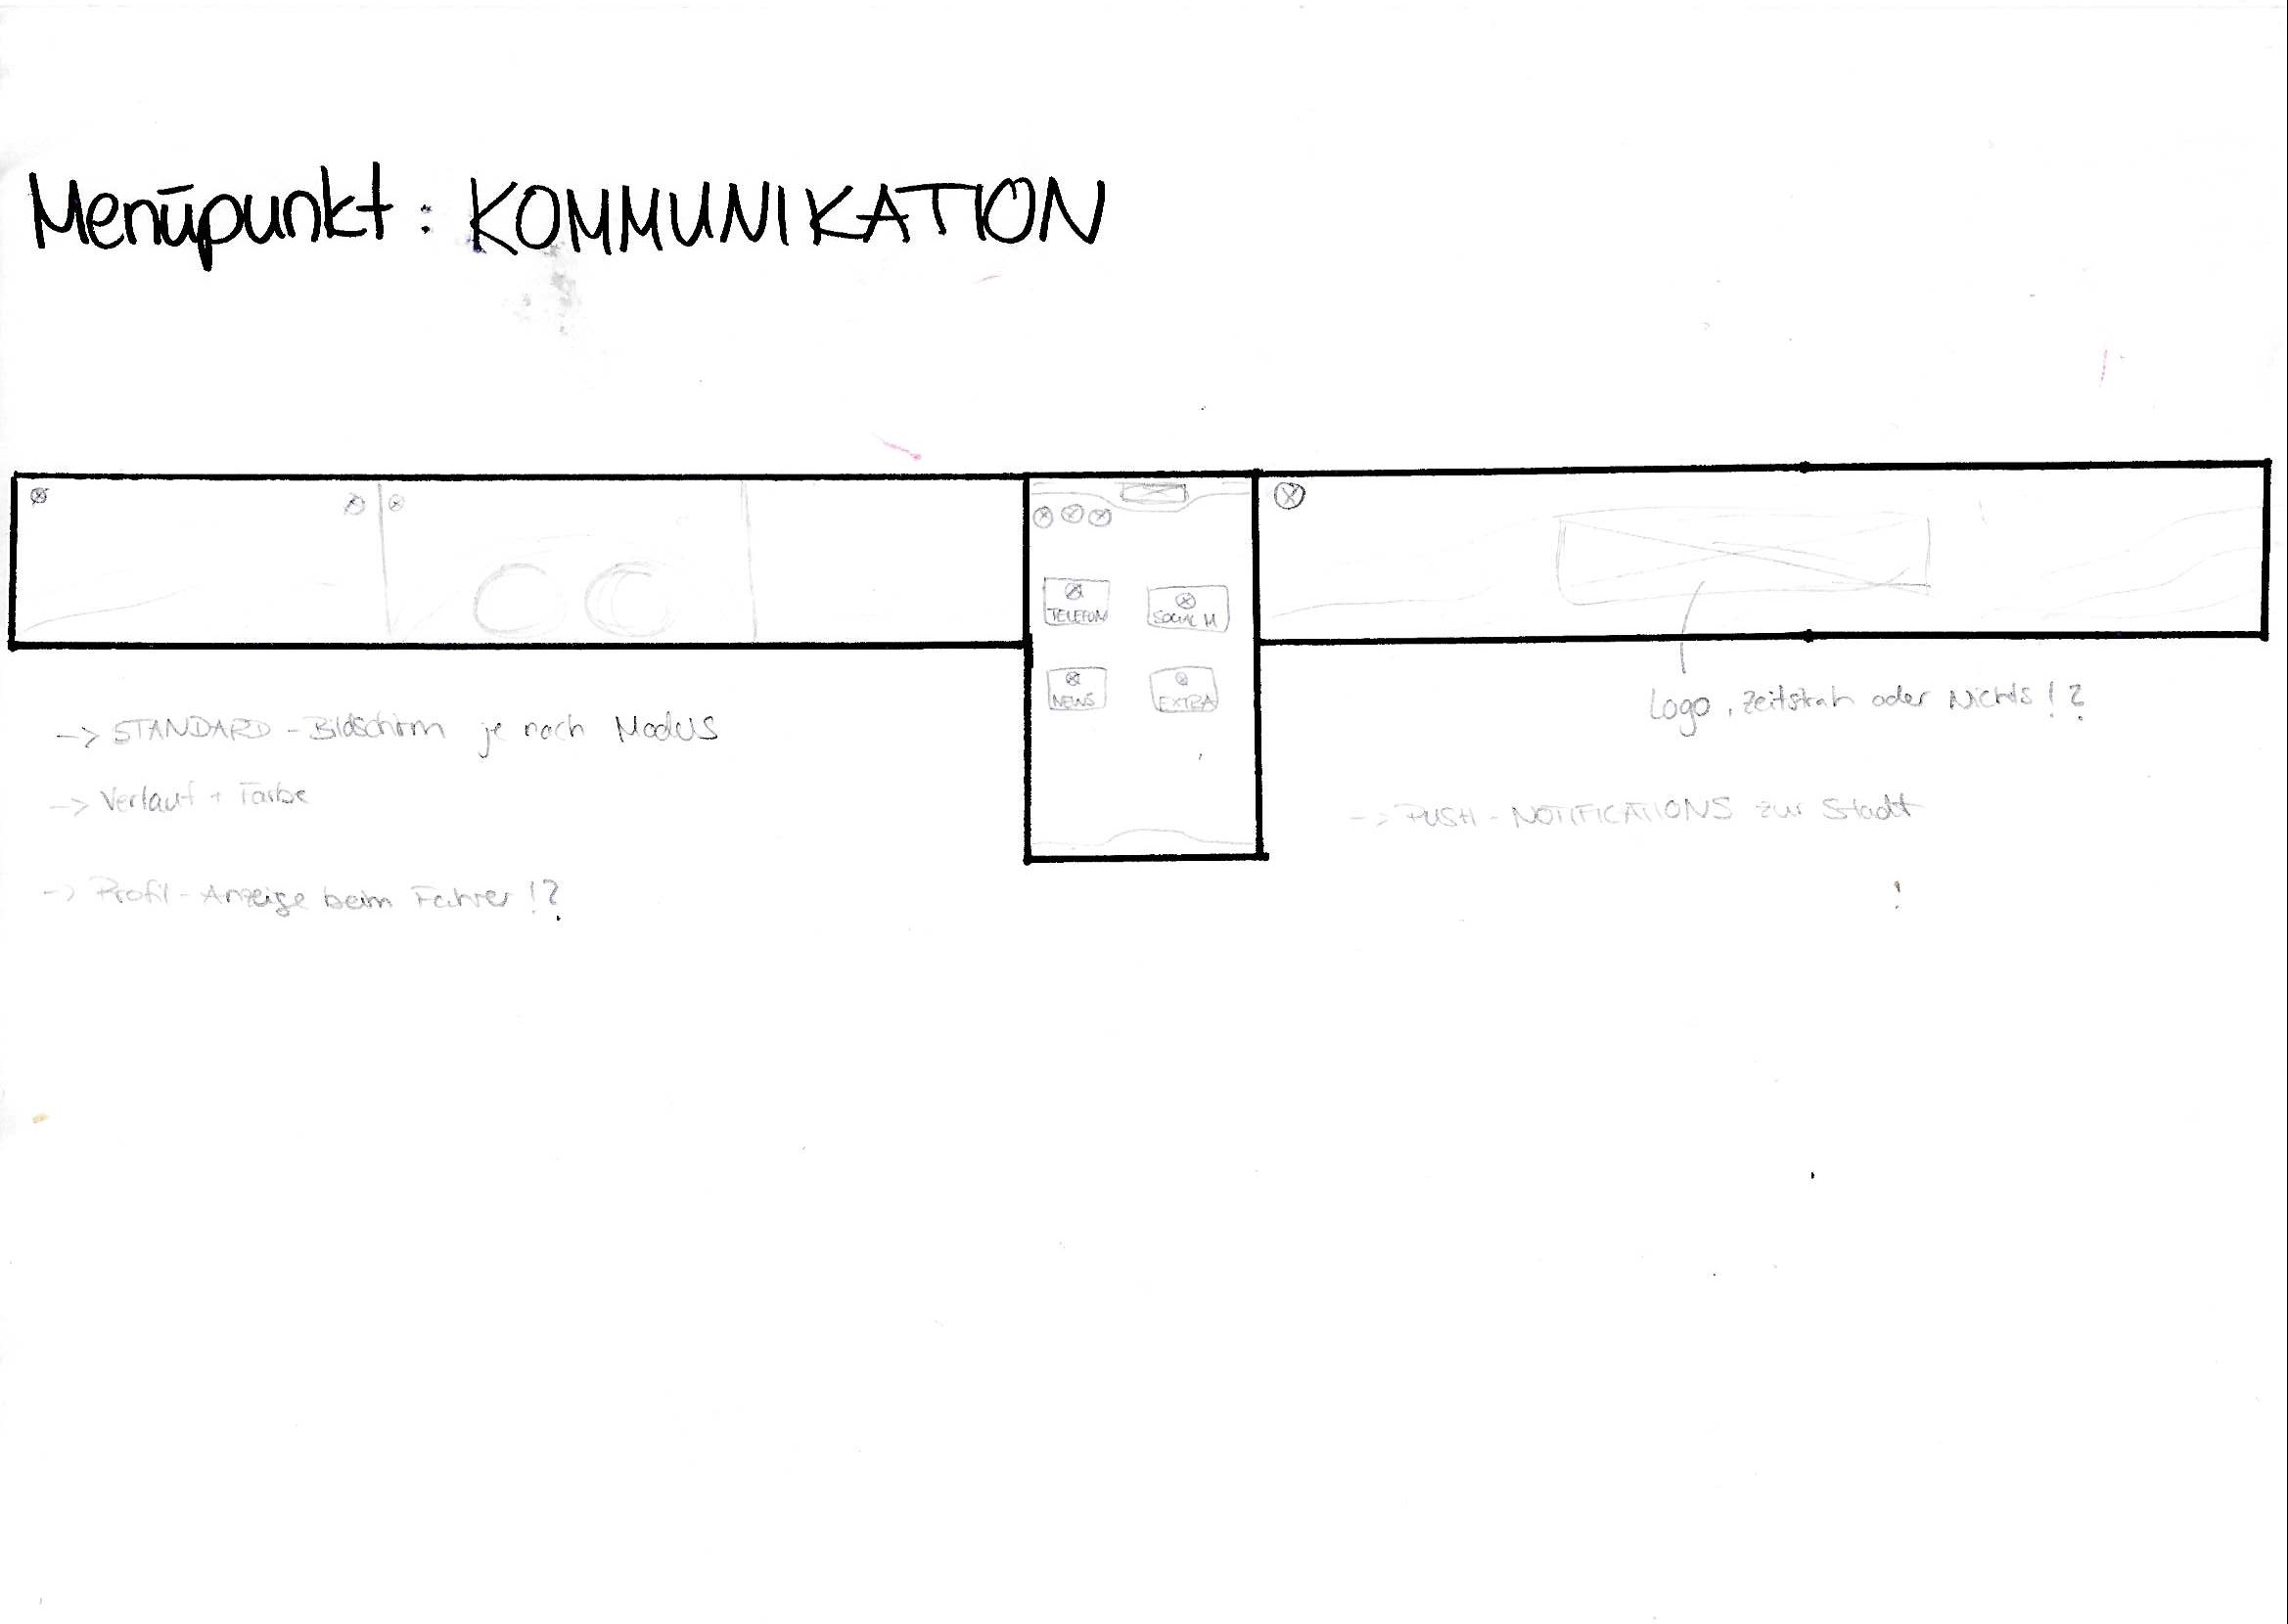 Menüpunkt: KOMMUNIKATION
TELEFON
SOCIAL M
NEWS
EXTRA
-> STANDARD - Bildschirm je nach Modus
-> Verlauf + Farbe
-> Profil - Anzeige beim Fahrer!?
Logo, Zeitstrah oder Nichts!?
-> PUSH - NOTIFICATIONS zur Stadt
!